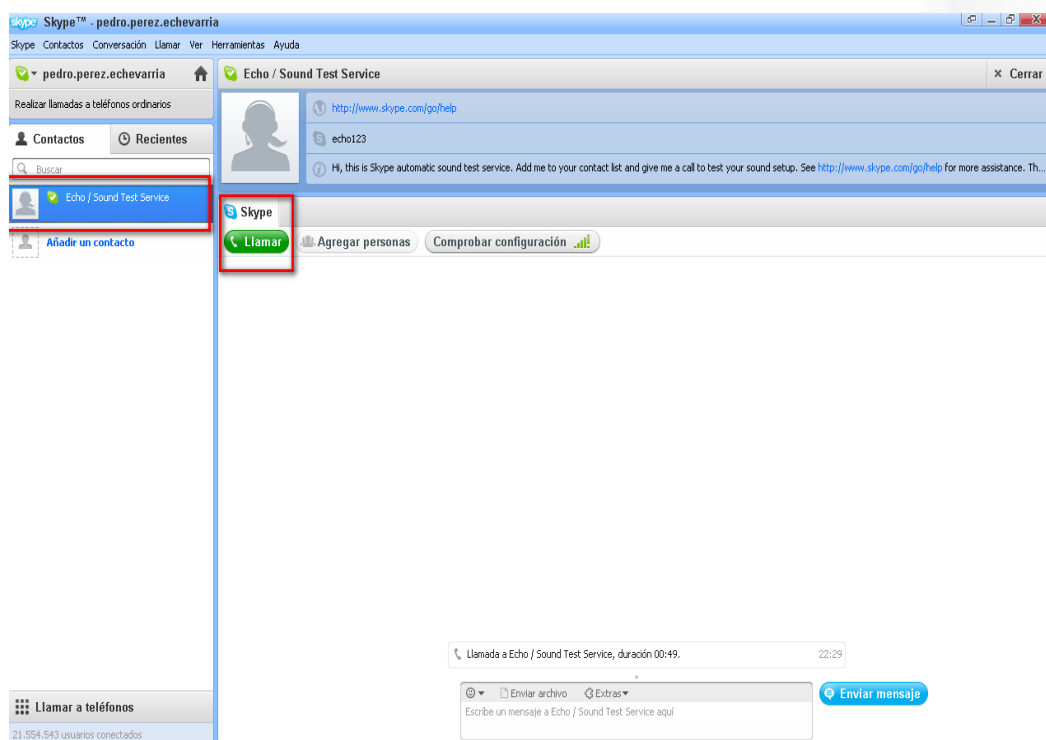 skype Skype™ - pedro.perez.echevarria
Skype Contactos Conversación Llamar Ver Herramientas Ayuda
pedro.perez.echevarria
Realizar llamadas a teléfonos ordinarios
Contactos Recientes
Buscar
Echo / Sound Test Service
Añadir un contacto
Llamar a teléfonos
21.554.543 usuarios conectados
Echo / Sound Test Service
× Cerrar
http://www.skype.com/go/help
echo123
Hi, this is Skype automatic sound test service. Add me to your contact list and give me a call to test your sound setup. See http://www.skype.com/go/help for more assistance. Th...
Skype
Llamar Agregar personas Comprobar configuración
Llamada a Echo / Sound Test Service, duración 00:49. 22:29
Enviar archivo Extras
Escribe un mensaje a Echo / Sound Test Service aquí
Enviar mensaje